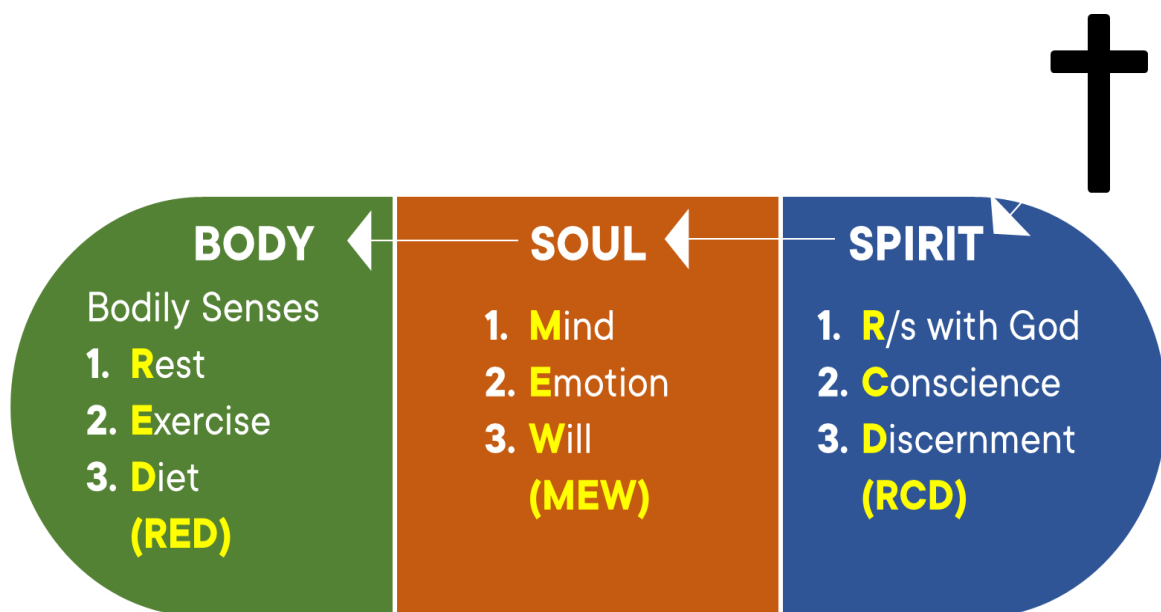 BODY
Bodily Senses
1. Rest
2. Exercise
3. Diet
(RED)
SOUL
1. Mind
2. Emotion
3. Will
(MEW)
SPIRIT
1. R/s with God
2. Conscience
3. Discernment
(RCD)